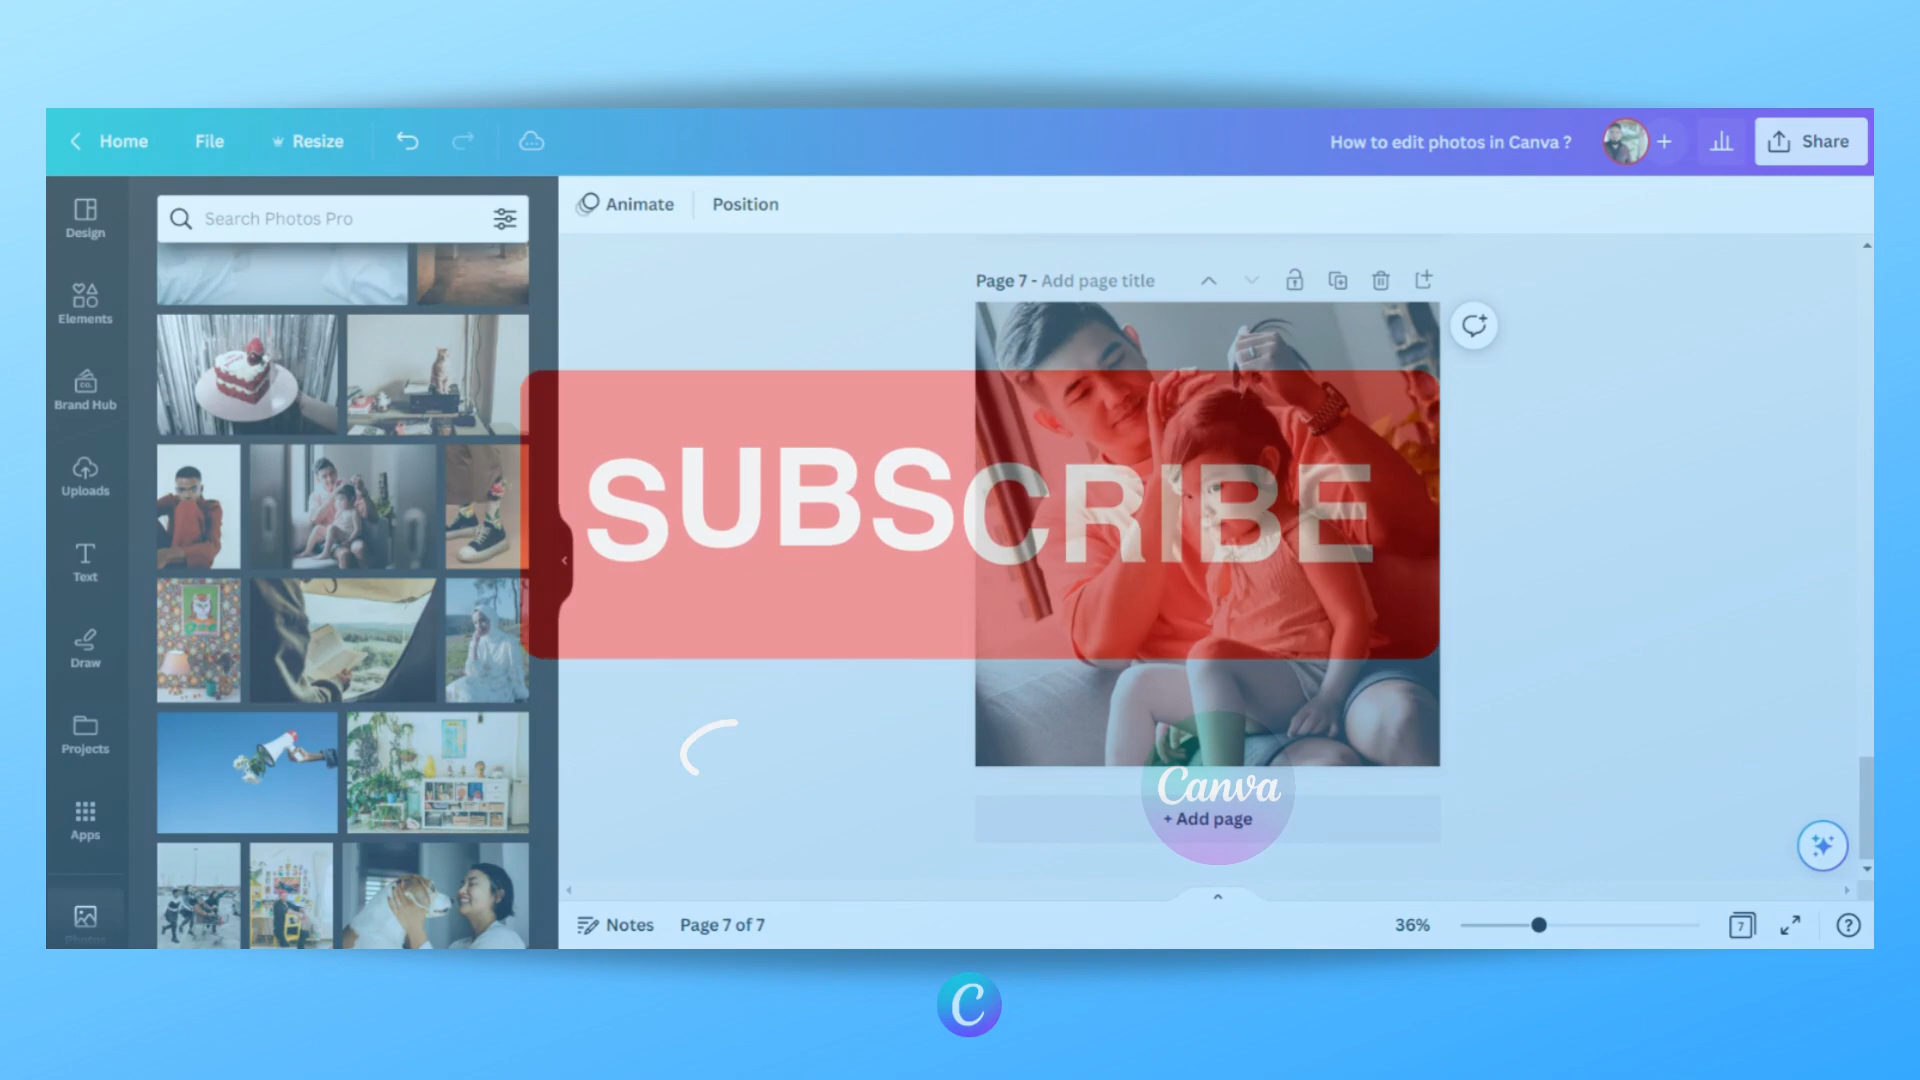 Home File Resize How to edit photos in Canva ? + Share
Search Photos Pro
Animate Position
Design
Elements
CO.
Brand Hub
Uploads
Text
Draw
Projects
Apps
Photos
Page 7 - Add page title
SUBSCRIBE
Canva
+ Add page
Notes Page 7 of 7 36% 7 ?
C